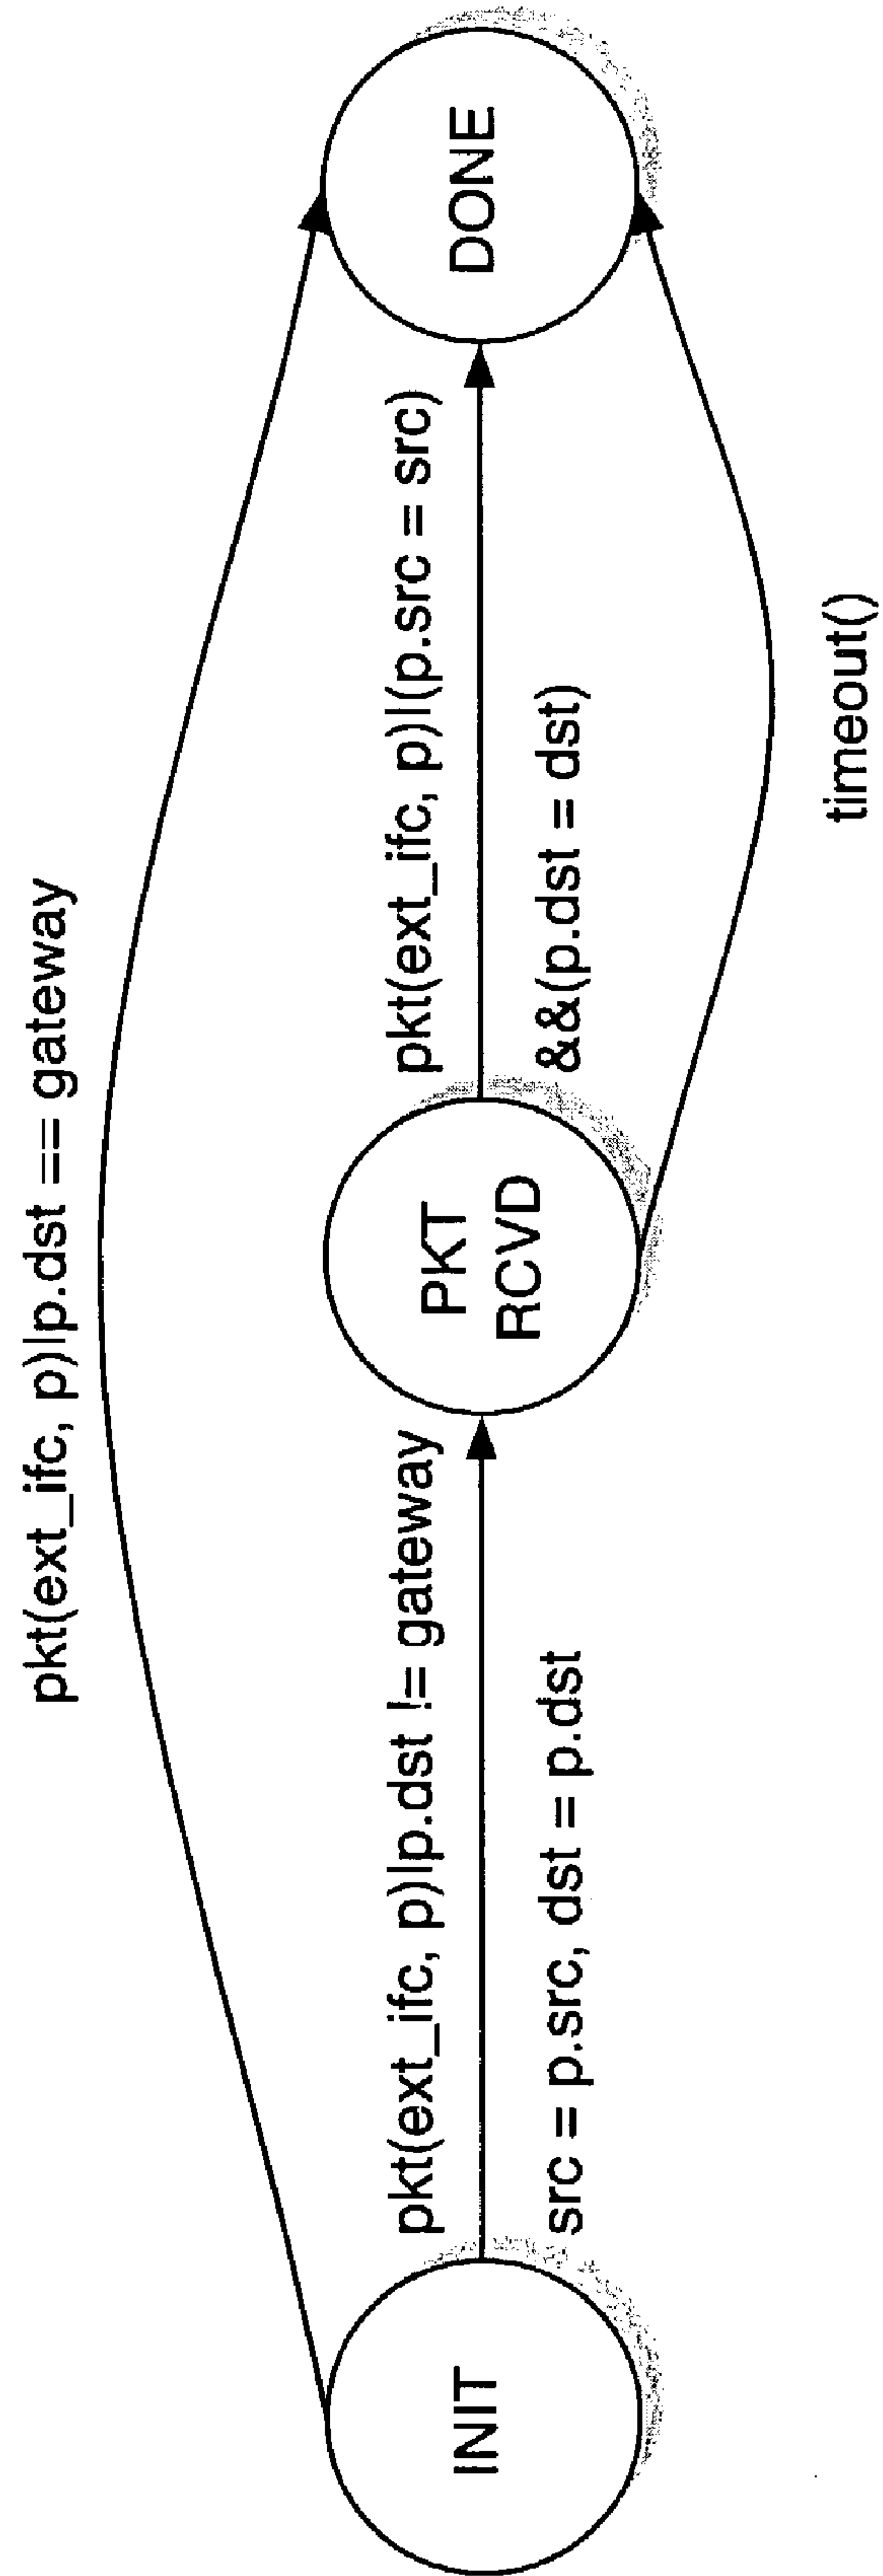 pkt(ext_ifc, p)|p.dst == gateway
INIT
pkt(ext_ifc, p)|p.dst != gateway
src = p.src, dst = p.dst
PKT
RCVD
pkt(ext_ifc, p)|(p.src = src)
&&(p.dst = dst)
DONE
timeout()